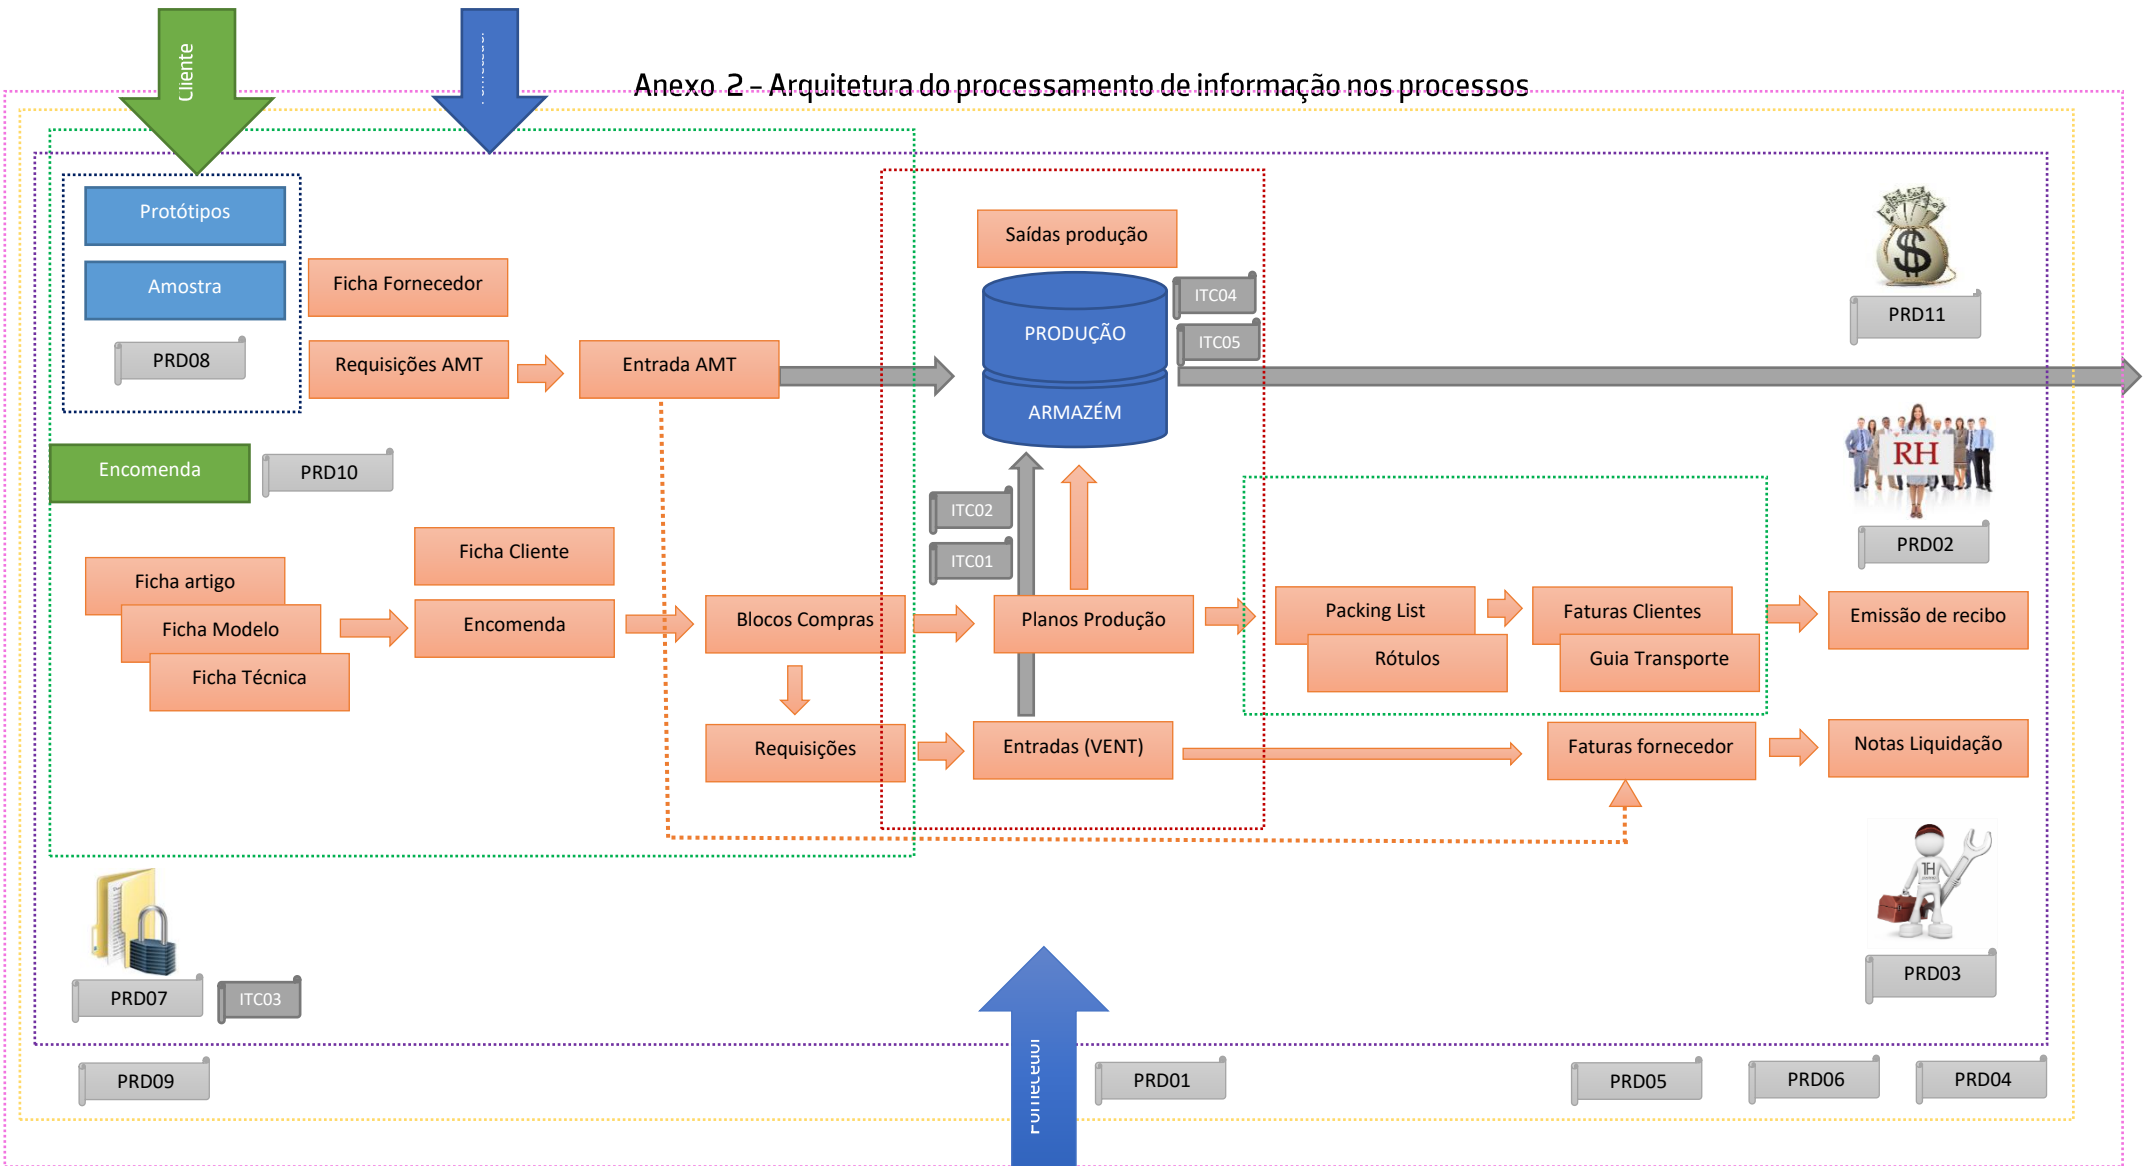 Anexo 2 – Arquitetura do processamento de informação nos processos
Cliente
Protótipos
Amostra
PRD08
Ficha Fornecedor
Requisições AMT
Entrada AMT
Saídas produção
PRODUÇÃO
ARMAZÉM
ITC04
ITC05
$
PRD11
Encomenda
PRD10
RH
PRD02
ITC02
ITC01
Ficha artigo
Ficha Modelo
Ficha Técnica
Ficha Cliente
Encomenda
Blocos Compras
Planos Produção
Packing List
Rótulos
Faturas Clientes
Guia Transporte
Emissão de recibo
Requisições
Entradas (VENT)
Faturas fornecedor
Notas Liquidação
PRD07
ITC03
PRD03
PRD09
Fornecedor
PRD01
PRD05
PRD06
PRD04